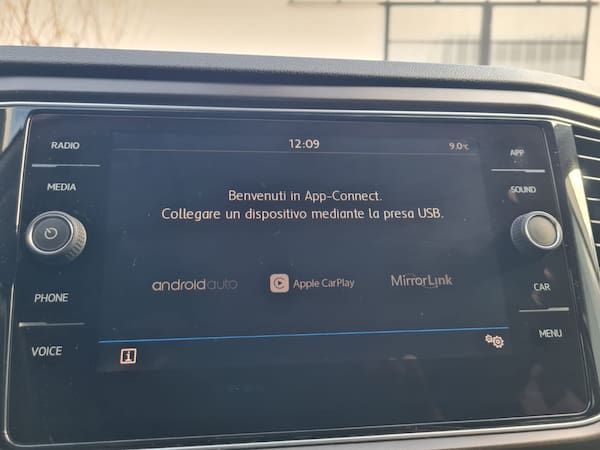 RADIO
MEDIA
PHONE
VOICE
12:09
9.0°C
Benvenuti in App-Connect.
Collegare un dispositivo mediante la presa USB.
androidauto
Apple CarPlay
MirrorLink
APP
SOUND
CAR
MENU